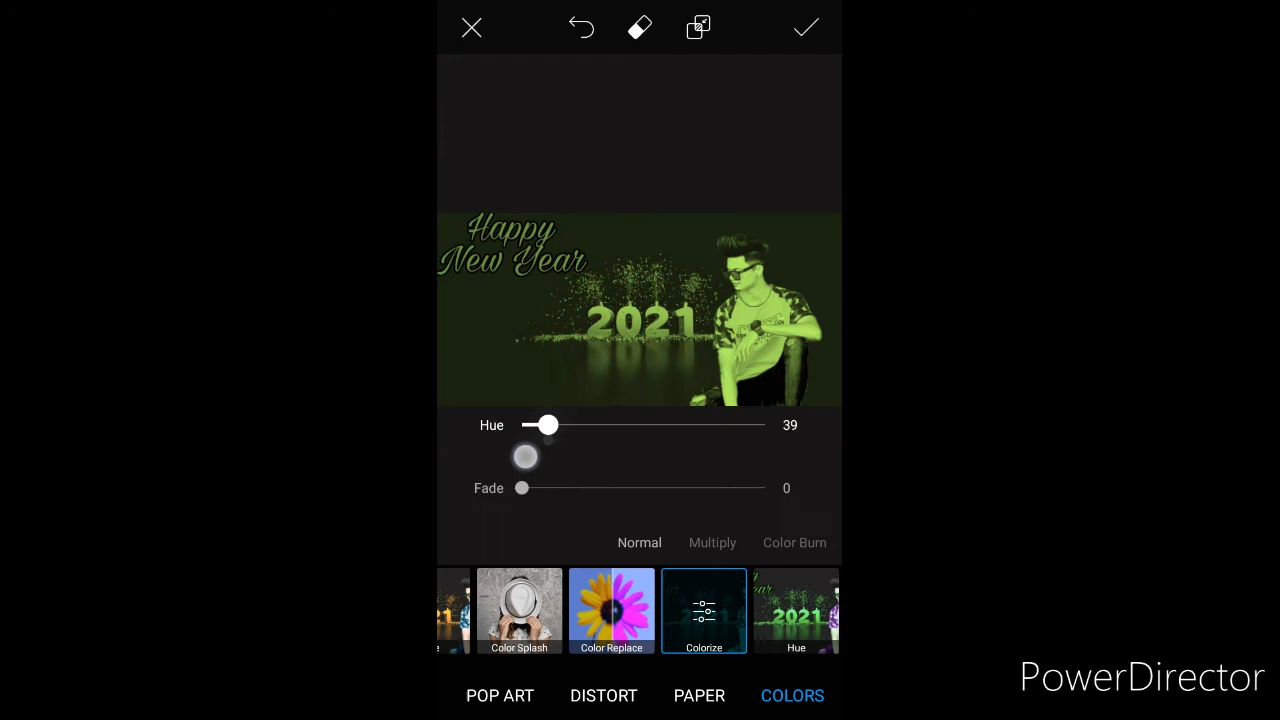 Happy
New Year
2021
Hue 39
Fade 0
Normal Multiply Color Burn
e Color Splash Color Replace Colorize Hue
2021
POP ART DISTORT PAPER COLORS
PowerDirector